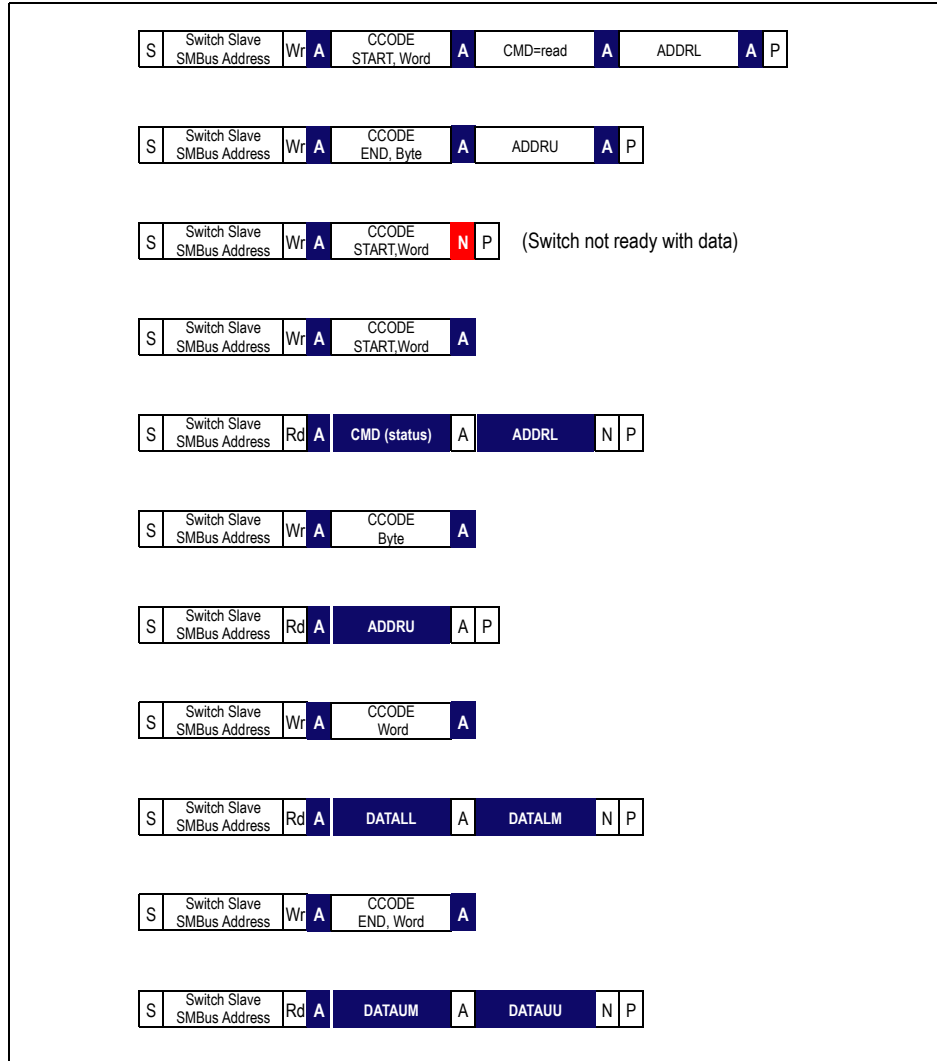 S Switch Slave SMBus Address Wr A CCODE START, Word A CMD=read A ADDRL A P
S Switch Slave SMBus Address Wr A CCODE END, Byte A ADDRU A P
S Switch Slave SMBus Address Wr A CCODE START,Word N P (Switch not ready with data)
S Switch Slave SMBus Address Wr A CCODE START,Word A
S Switch Slave SMBus Address Rd A CMD (status) A ADDRL N P
S Switch Slave SMBus Address Wr A CCODE Byte A
S Switch Slave SMBus Address Rd A ADDRU A P
S Switch Slave SMBus Address Wr A CCODE Word A
S Switch Slave SMBus Address Rd A DATALL A DATALM N P
S Switch Slave SMBus Address Wr A CCODE END, Word A
S Switch Slave SMBus Address Rd A DATAUM A DATAUU N P